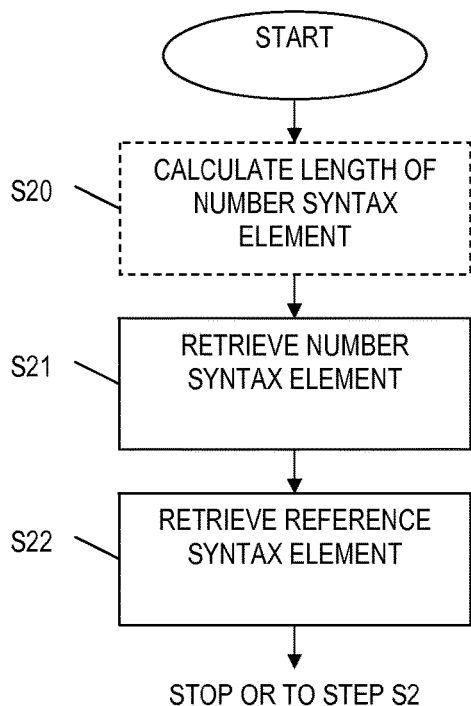 START
S20
CALCULATE LENGTH OF
NUMBER SYNTAX
ELEMENT
S21
RETRIEVE NUMBER
SYNTAX ELEMENT
S22
RETRIEVE REFERENCE
SYNTAX ELEMENT
STOP OR TO STEP S2